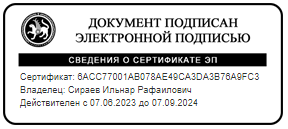 ДОКУМЕНТ ПОДПИСАН
ЭЛЕКТРОННОЙ ПОДПИСЬЮ
СВЕДЕНИЯ О СЕРТИФИКАТЕ ЭП
Сертификат: 6ACC77001AB078AE49CA3DA3B76A9FC3
Владелец: Сираев Ильнар Рафаилович
Действителен с 07.06.2023 до 07.09.2024